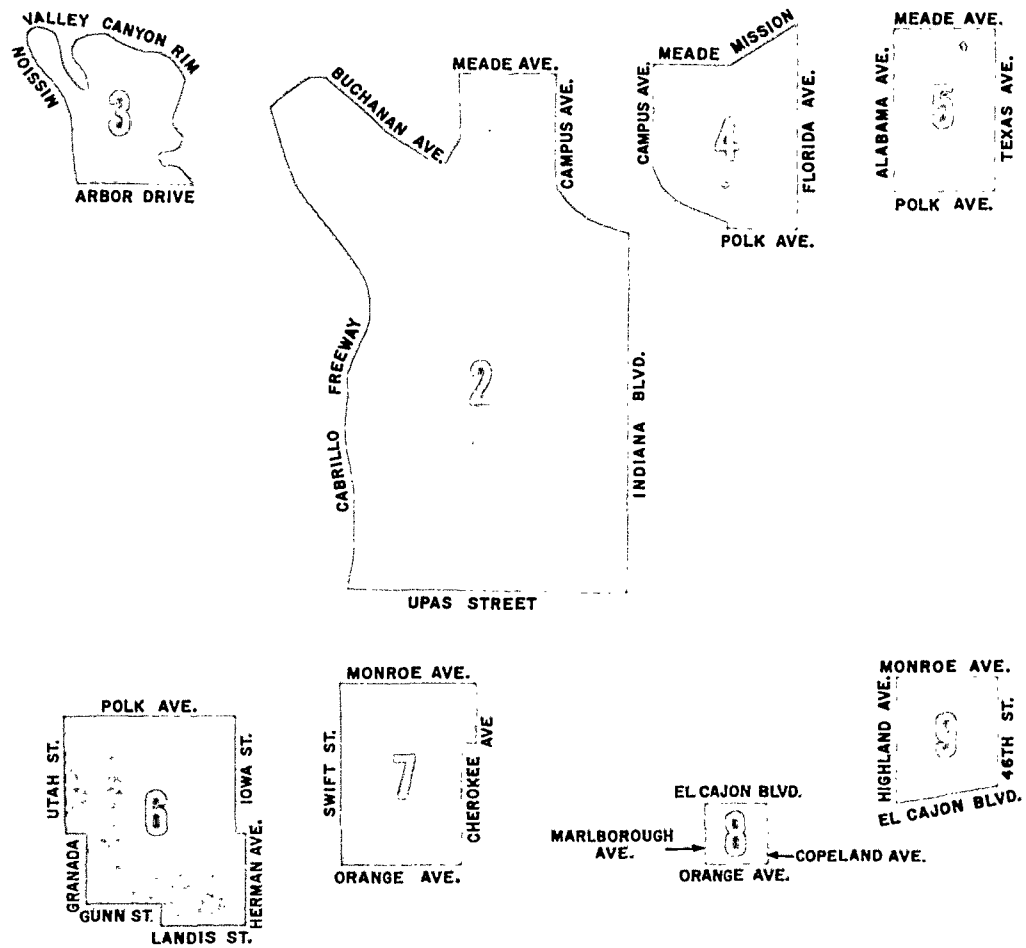 VALLEY CANYON RIM
MISSION
3
ARBOR DRIVE
BUCHANAN AVE.
MEADE AVE.
CAMPUS AVE.
CABRILLO FREEWAY
2
INDIANA BLVD.
UPAS STREET
MEADE MISSION
CAMPUS AVE.
4
FLORIDA AVE.
POLK AVE.
MEADE AVE.
ALABAMA AVE.
5
TEXAS AVE.
POLK AVE.
POLK AVE.
UTAH ST.
6
IOWA ST.
GRANADA
HERMAN AVE.
GUNN ST.
LANDIS ST.
MONROE AVE.
SWIFT ST.
7
CHEROKEE AVE
ORANGE AVE.
EL CAJON BLVD.
MARLBOROUGH
AVE.
8
COPELAND AVE.
ORANGE AVE.
MONROE AVE.
HIGHLAND AVE.
9
46TH ST.
EL CAJON BLVD.